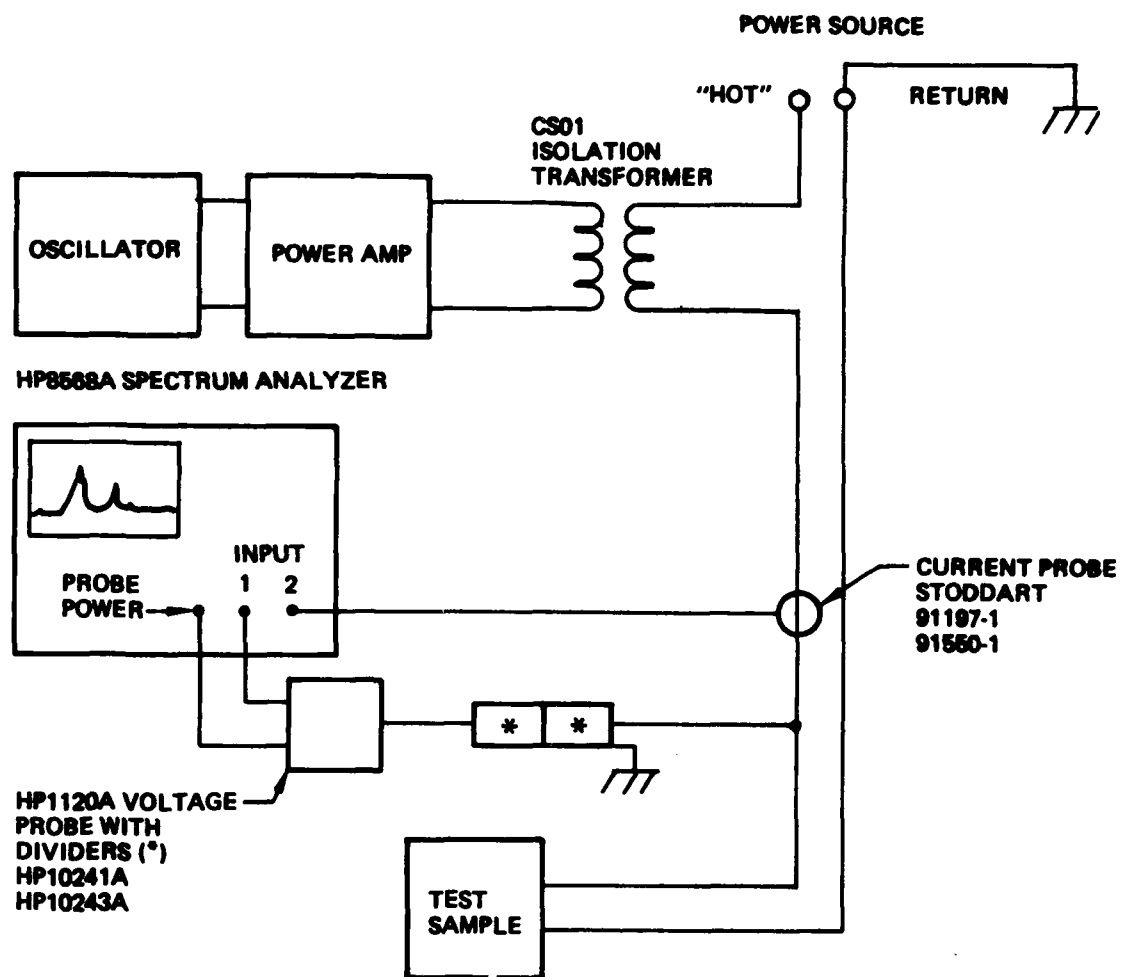 POWER SOURCE
"HOT"
RETURN
CS01
ISOLATION
TRANSFORMER
OSCILLATOR
POWER AMP
HP8568A SPECTRUM ANALYZER
INPUT
PROBE
POWER
1 2
CURRENT PROBE
STODDART
91197-1
91550-1
* *
HP1120A VOLTAGE
PROBE WITH
DIVIDERS (*)
HP10241A
HP10243A
TEST
SAMPLE